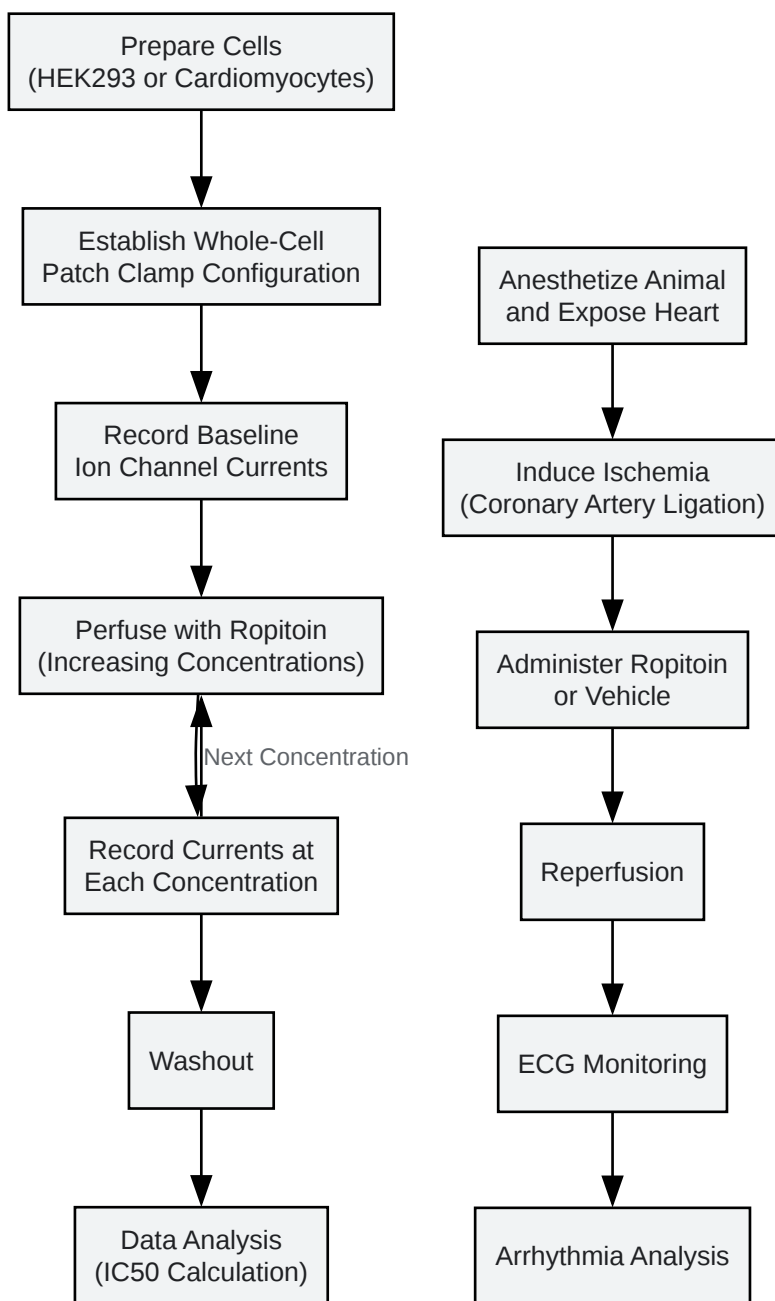 Prepare Cells
(HEK293 or Cardiomyocytes)
Establish Whole-Cell
Patch Clamp Configuration
Record Baseline
Ion Channel Currents
Perfuse with Ropitoin
(Increasing Concentrations)
Next Concentration
Record Currents at
Each Concentration
Washout
Data Analysis
(IC50 Calculation)
Anesthetize Animal
and Expose Heart
Induce Ischemia
(Coronary Artery Ligation)
Administer Ropitoin
or Vehicle
Reperfusion
ECG Monitoring
Arrhythmia Analysis